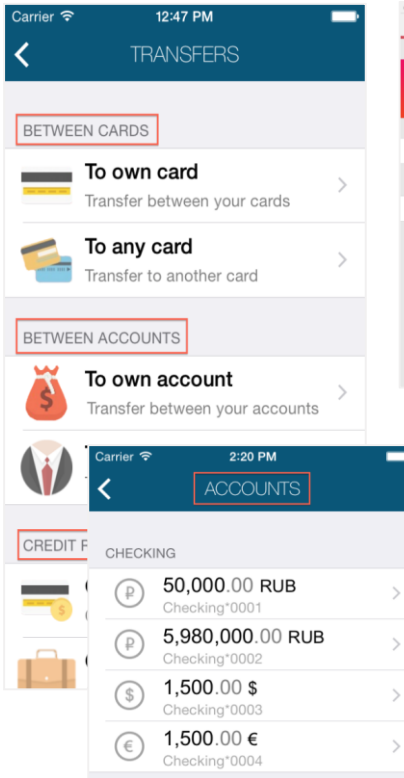 Carrier 12:47 PM
TRANSFERS
BETWEEN CARDS
To own card
Transfer between your cards
To any card
Transfer to another card
BETWEEN ACCOUNTS
To own account
Transfer between your accounts
CREDIT
Carrier 2:20 PM
ACCOUNTS
CHECKING
50,000.00 RUB
Checking*0001
5,980,000.00 RUB
Checking*0002
1,500.00 $
Checking*0003
1,500.00 €
Checking*0004